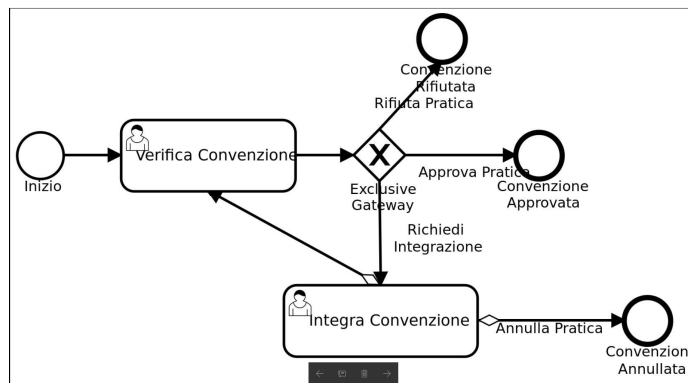 Convenzione
Rifiutata
Rifiuta Pratica
Verifica Convenzione
Inizio
Exclusive
Gateway
Approva Pratica
Convenzione
Approvata
Richiedi
Integrazione
Integra Convenzione
Annulla Pratica
Convenzion
Annullata